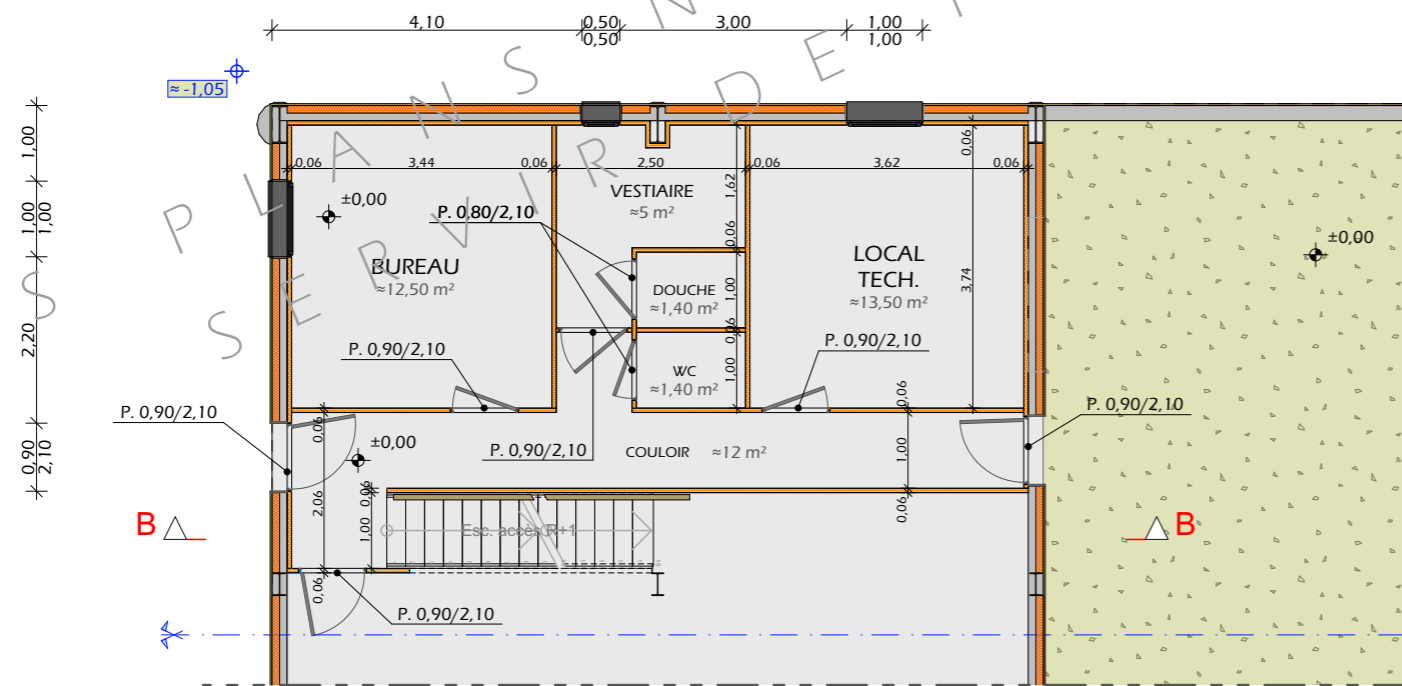 4,10
0,50
0,50
3,00
1,00
1,00
≈ -1,05
1,00
1,00
1,00
2,20
0,90
2,10
0,06
3,44
0,06
2,50
0,06
3,62
0,06
0,06
±0,00
P. 0,80/2,10
VESTIAIRE
≈5 m²
1,62
0,06
BUREAU
≈12,50 m²
LOCAL
TECH.
≈13,50 m²
3,74
±0,00
DOUCHE
≈1,40 m²
1,00
0,06
WC
≈1,40 m²
1,00
P. 0,90/2,10
P. 0,90/2,10
P. 0,90/2,10
P. 0,90/2,10
0,06
±0,00
P. 0,90/2,10
COULOIR ≈12 m²
0,06
1,00
0,06
2,06
0,06
1,00
Esc. accès R+1
0,06
P. 0,90/2,10
B
B
PLANS N
SERVIR DE
S